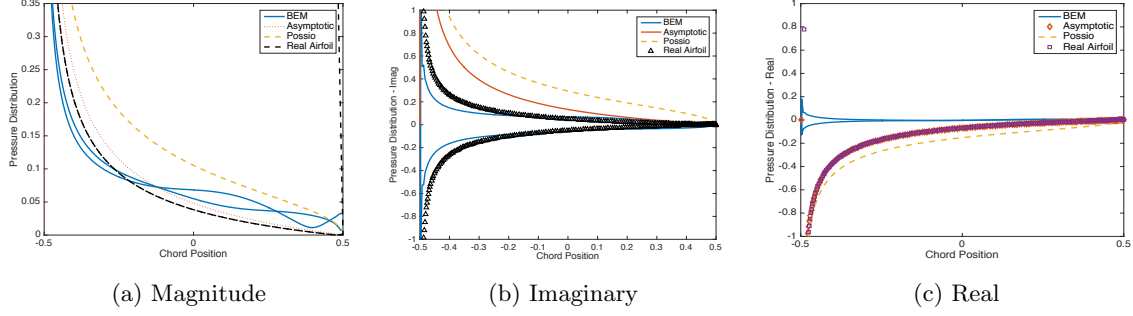 0.35
0.3
0.25
0.2
0.15
0.1
0.05
0
-0.5
0
0.5
Pressure Distribution
Chord Position
BEM
Asymptotic
Possio
Real Airfoil
(a) Magnitude
1
0.8
0.6
0.4
0.2
0
-0.2
-0.4
-0.6
-0.8
-1
-0.5
-0.4
-0.3
-0.2
-0.1
0
0.1
0.2
0.3
0.4
0.5
Pressure Distribution - Imag
Chord Position
BEM
Asymptotic
Possio
Real Airfoil
(b) Imaginary
1
0.8
0.6
0.4
0.2
0
-0.2
-0.4
-0.6
-0.8
-1
-0.5
0
0.5
Pressure Distribution - Real
Chord Position
BEM
Asymptotic
Possio
Real Airfoil
(c) Real